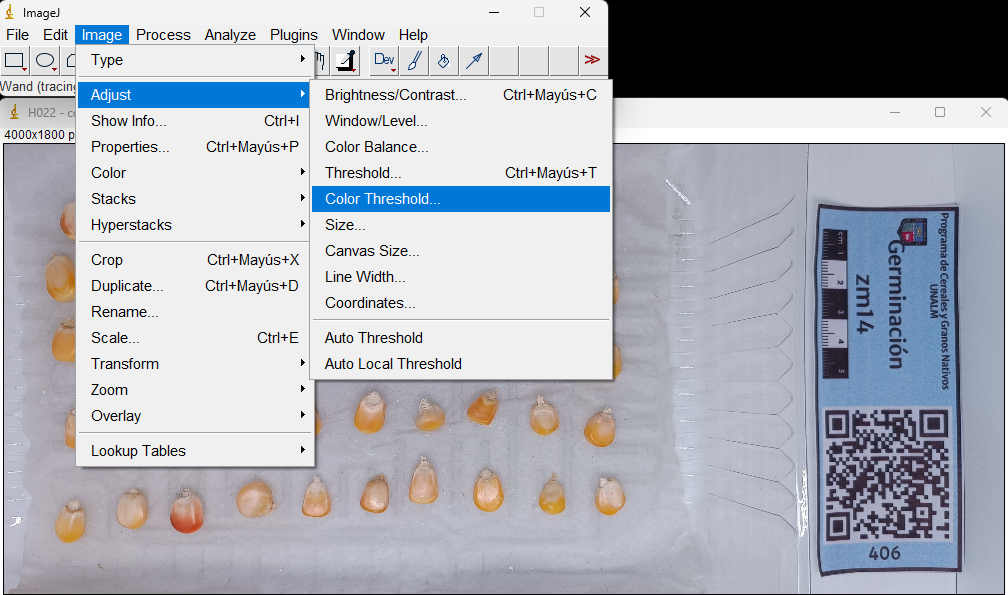 ImageJ
File Edit Image Process Analyze Plugins Window Help
Dev
Wand (tracing
H022 - c
4000x1800 p
Type
Adjust
Show Info... Ctrl+I
Properties... Ctrl+Mayús+P
Color
Stacks
Hyperstacks
Crop Ctrl+Mayús+X
Duplicate... Ctrl+Mayús+D
Rename...
Scale... Ctrl+E
Transform
Zoom
Overlay
Lookup Tables
Brightness/Contrast... Ctrl+Mayús+C
Window/Level...
Color Balance...
Threshold... Ctrl+Mayús+T
Color Threshold...
Size...
Canvas Size...
Line Width...
Coordinates...
Auto Threshold
Auto Local Threshold
Programa de Cereales y Granos Nativos
UNALM
Germinación
zm14
cm 1 2 3 4 5
406